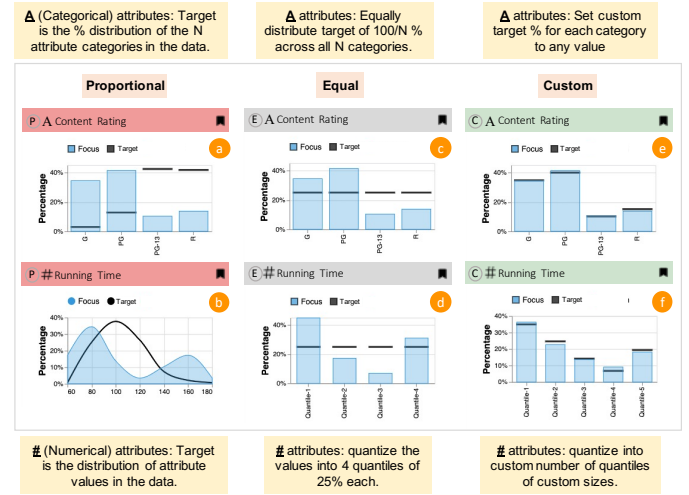 A (Categorical) attributes: Target
is the % distribution of the N
attribute categories in the data.
A attributes: Equally
distribute target of 100/N %
across all N categories.
A attributes: Set custom
target % for each category
to any value
Proportional
Equal
Custom
P A Content Rating
E A Content Rating
C A Content Rating
Focus Target
a
Focus Target
c
Focus Target
e
Percentage
40%
20%
0%
G
PG
PG-13
R
Percentage
40%
20%
0%
G
PG
PG-13
R
Percentage
40%
20%
0%
G
PG
PG-13
R
P # Running Time
E # Running Time
C # Running Time
Focus Target
b
Focus Target
d
Focus Target
f
Percentage
40%
30%
20%
10%
0%
60 80 100 120 140 160 180
Percentage
40%
20%
0%
Quantile-1
Quantile-2
Quantile-3
Quantile-4
Percentage
40%
30%
20%
10%
0%
Quantile-1
Quantile-2
Quantile-3
Quantile-4
Quantile-5
# (Numerical) attributes: Target
is the distribution of attribute
values in the data.
# attributes: quantize the
values into 4 quantiles of
25% each.
# attributes: quantize into
custom number of quantiles
of custom sizes.